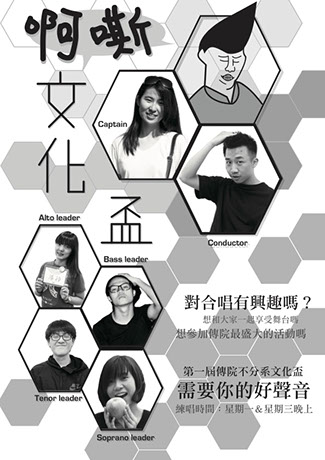 啊嘶
文化盃
Captain
Conductor
Alto leader
Bass leader
Tenor leader
Soprano leader
對合唱有興趣嗎？
想和大家一起享受舞台嗎
想參加傳院最盛大的活動嗎
第一屆傳院不分系文化盃
需要你的好聲音
練唱時間：星期一＆星期三晚上